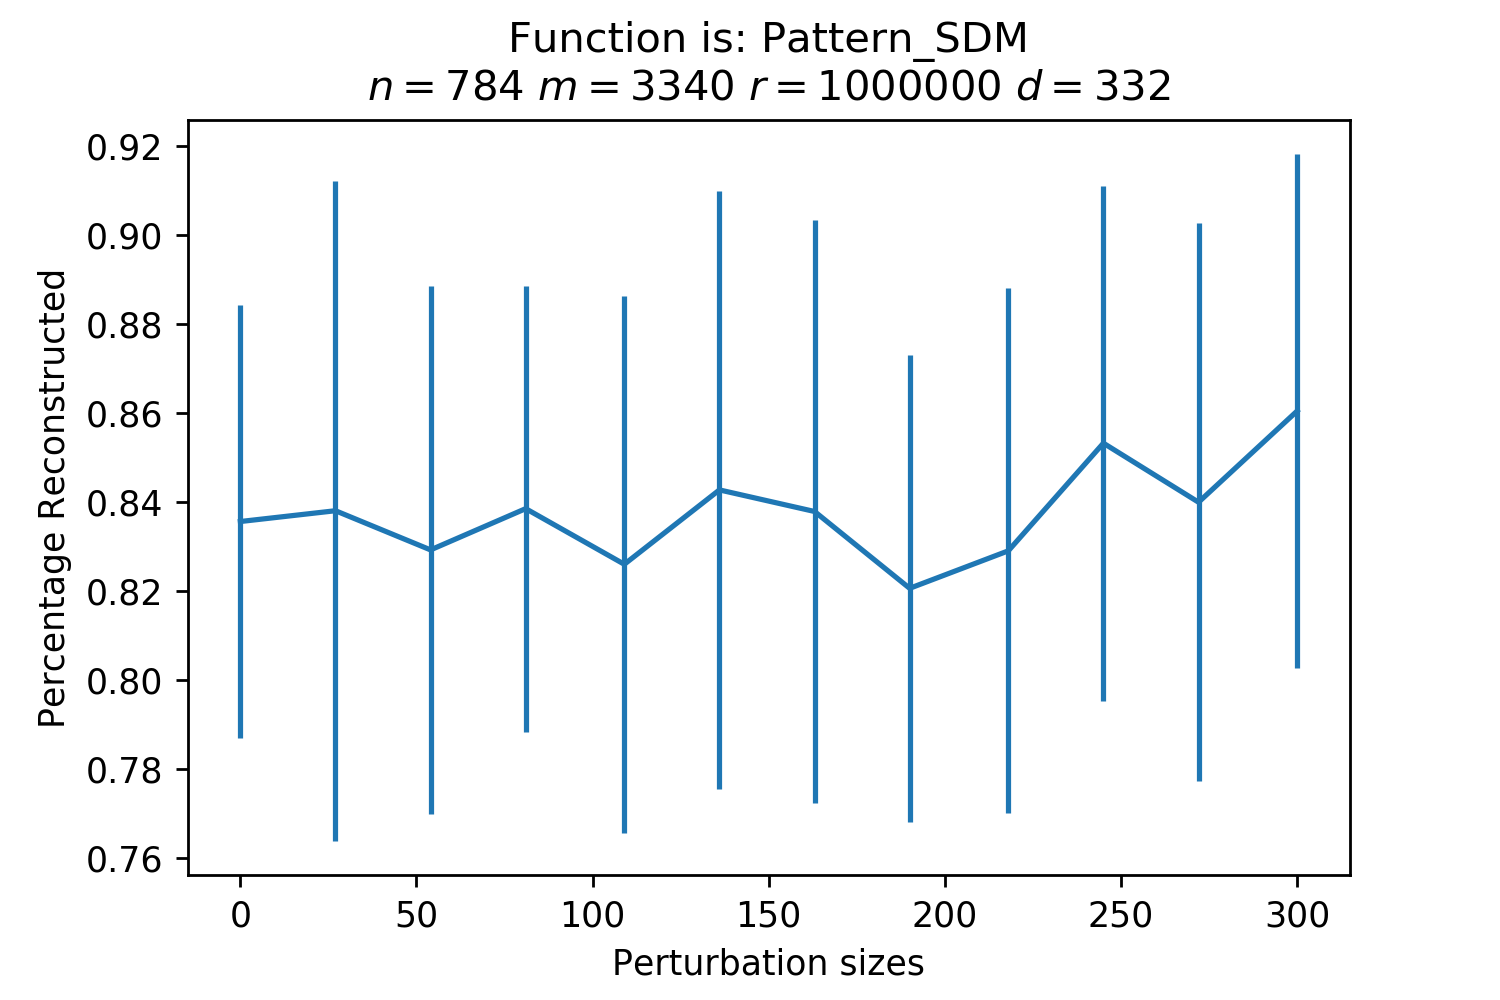 Function is: Pattern_SDM
n = 784 m = 3340 r = 1000000 d = 332
0.92
0.90
0.88
0.86
0.84
0.82
0.80
0.78
0.76
Percentage Reconstructed
0 50 100 150 200 250 300
Perturbation sizes